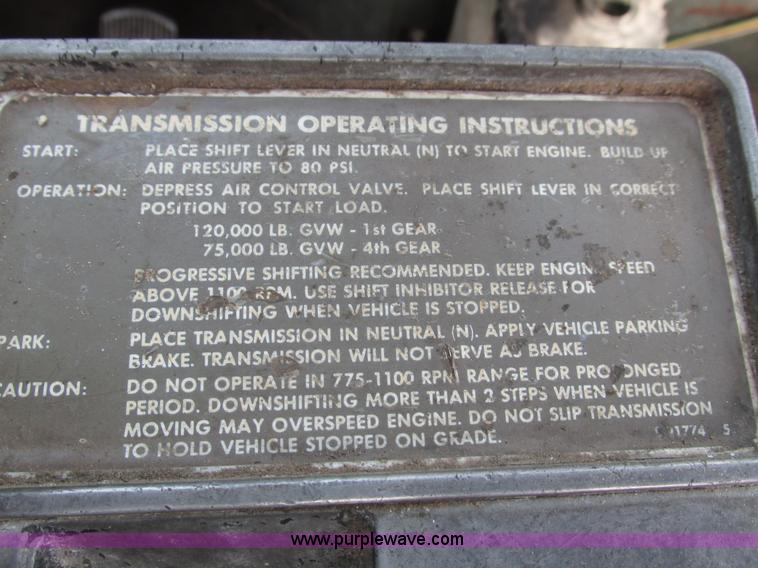 TRANSMISSION OPERATING INSTRUCTIONS
START: PLACE SHIFT LEVER IN NEUTRAL (N) TO START ENGINE. BUILD UP
AIR PRESSURE TO 80 PSI.
OPERATION: DEPRESS AIR CONTROL VALVE. PLACE SHIFT LEVER IN CORRECT
POSITION TO START LOAD.
120,000 LB. GVW - 1st GEAR
75,000 LB. GVW - 4th GEAR
PROGRESSIVE SHIFTING RECOMMENDED. KEEP ENGINE SPEED
ABOVE 1100 RPM. USE SHIFT INHIBITOR RELEASE FOR
DOWNSHIFTING WHEN VEHICLE IS STOPPED.
PARK: PLACE TRANSMISSION IN NEUTRAL (N). APPLY VEHICLE PARKING
BRAKE. TRANSMISSION WILL NOT SERVE AS BRAKE.
CAUTION: DO NOT OPERATE IN 775-1100 RPM RANGE FOR PROLONGED
PERIOD. DOWNSHIFTING MORE THAN 2 STEPS WHEN VEHICLE IS
MOVING MAY OVERSPEED ENGINE. DO NOT SLIP TRANSMISSION
TO HOLD VEHICLE STOPPED ON GRADE.
www.purplewave.com